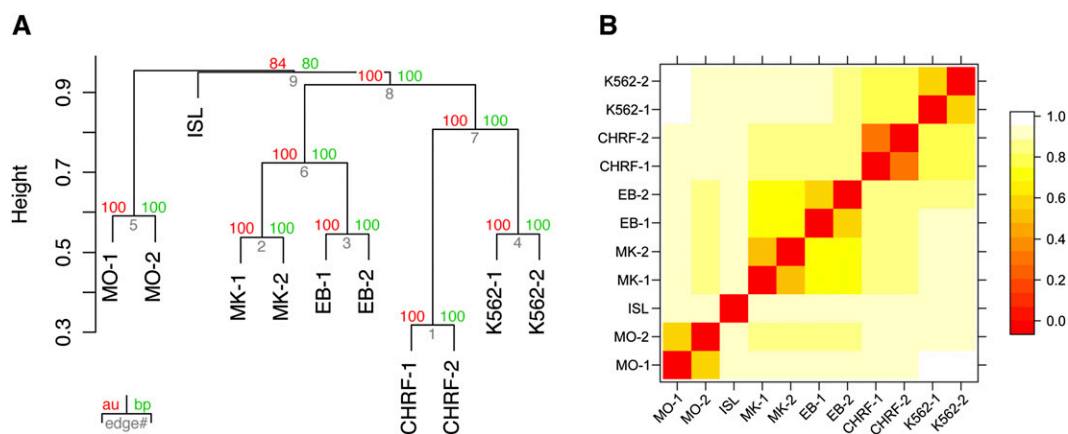 A
Height
0.9
0.7
0.5
0.3
84 80
9
100 100
8
100 100
7
100 100
6
100 100
5
100 100
2
100 100
3
100 100
4
100 100
1
ISL
MO-1
MO-2
MK-1
MK-2
EB-1
EB-2
K562-1
K562-2
CHRF-1
CHRF-2
au bp
edge#
B
K562-2
K562-1
CHRF-2
CHRF-1
EB-2
EB-1
MK-2
MK-1
ISL
MO-2
MO-1
MO-1 MO-2 ISL MK-1 MK-2 EB-1 EB-2 CHRF-1 CHRF-2 K562-1 K562-2
1.0
0.8
0.6
0.4
0.2
0.0